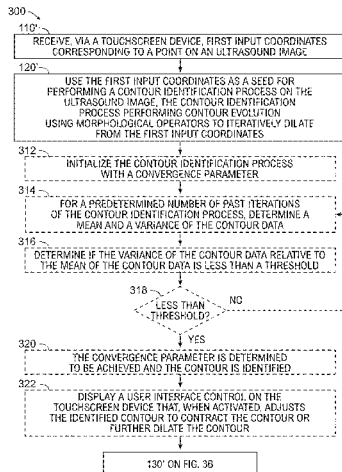 300
110'
RECEIVE, VIA A TOUCHSCREEN DEVICE, FIRST INPUT COORDINATES
CORRESPONDING TO A POINT ON AN ULTRASOUND IMAGE
120'
USE THE FIRST INPUT COORDINATES AS A SEED FOR
PERFORMING A CONTOUR IDENTIFICATION PROCESS ON THE
ULTRASOUND IMAGE, THE CONTOUR IDENTIFICATION
PROCESS PERFORMING CONTOUR EVOLUTION
USING MORPHOLOGICAL OPERATORS TO ITERATIVELY DILATE
FROM THE FIRST INPUT COORDINATES
312
INITIALIZE THE CONTOUR IDENTIFICATION PROCESS
WITH A CONVERGENCE PARAMETER
314
FOR A PREDETERMINED NUMBER OF PAST ITERATIONS
OF THE CONTOUR IDENTIFICATION PROCESS, DETERMINE A
MEAN AND A VARIANCE OF THE CONTOUR DATA
316
DETERMINE IF THE VARIANCE OF THE CONTOUR DATA RELATIVE
TO THE MEAN OF THE CONTOUR DATA IS LESS THAN A THRESHOLD
318
LESS THAN
THRESHOLD?
NO
YES
320
THE CONVERGENCE PARAMETER IS DETERMINED
TO BE ACHIEVED AND THE CONTOUR IS IDENTIFIED
322
DISPLAY A USER INTERFACE CONTROL ON THE
TOUCHSCREEN DEVICE THAT, WHEN ACTIVATED, ADJUSTS
THE IDENTIFIED CONTOUR TO CONTRACT THE CONTOUR OR
FURTHER DILATE THE CONTOUR
130' ON FIG. 36